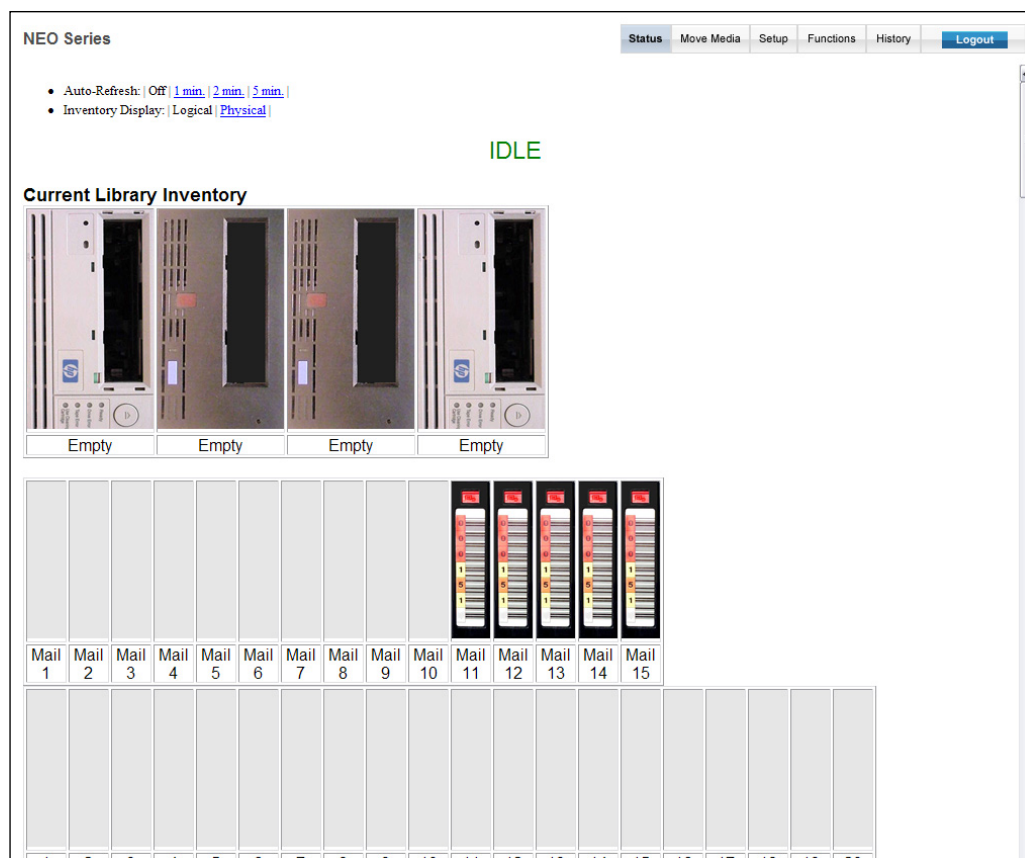 NEO Series
Status Move Media Setup Functions History Logout
Auto-Refresh: | Off | 1 min. | 2 min. | 5 min. |
Inventory Display: | Logical | Physical |
IDLE
Current Library Inventory
Empty Empty Empty Empty
Mail 1 Mail 2 Mail 3 Mail 4 Mail 5 Mail 6 Mail 7 Mail 8 Mail 9 Mail 10 Mail 11 Mail 12 Mail 13 Mail 14 Mail 15